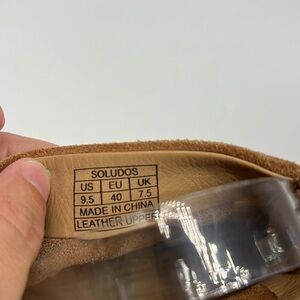 SOLUDOS
US EU UK
9.5 40 7.5
MADE IN CHINA
LEATHER UPPER